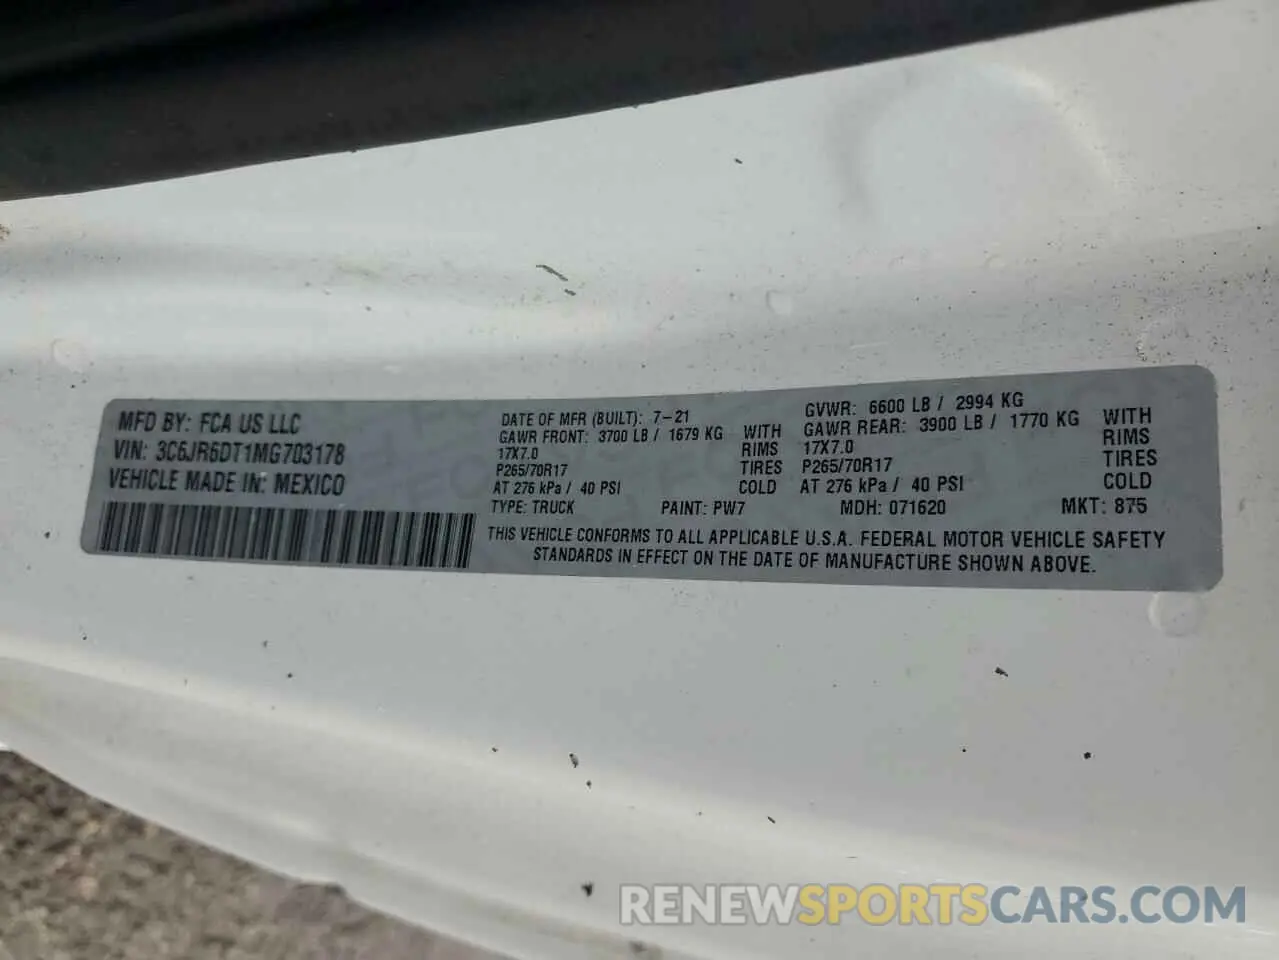 MFD BY: FCA US LLC
VIN: 3C6JR6DT1MG703178
VEHICLE MADE IN: MEXICO
DATE OF MFR (BUILT): 7-21
GAWR FRONT: 3700 LB / 1679 KG WITH
17X7.0 RIMS
P265/70R17 TIRES
AT 276 kPa / 40 PSI COLD
GVWR: 6600 LB / 2994 KG
GAWR REAR: 3900 LB / 1770 KG WITH
17X7.0 RIMS
P265/70R17 TIRES
AT 276 kPa / 40 PSI COLD
TYPE: TRUCK PAINT: PW7 MDH: 071620 MKT: 875
THIS VEHICLE CONFORMS TO ALL APPLICABLE U.S.A. FEDERAL MOTOR VEHICLE SAFETY
STANDARDS IN EFFECT ON THE DATE OF MANUFACTURE SHOWN ABOVE.
RENEWSPORTSCARS.COM